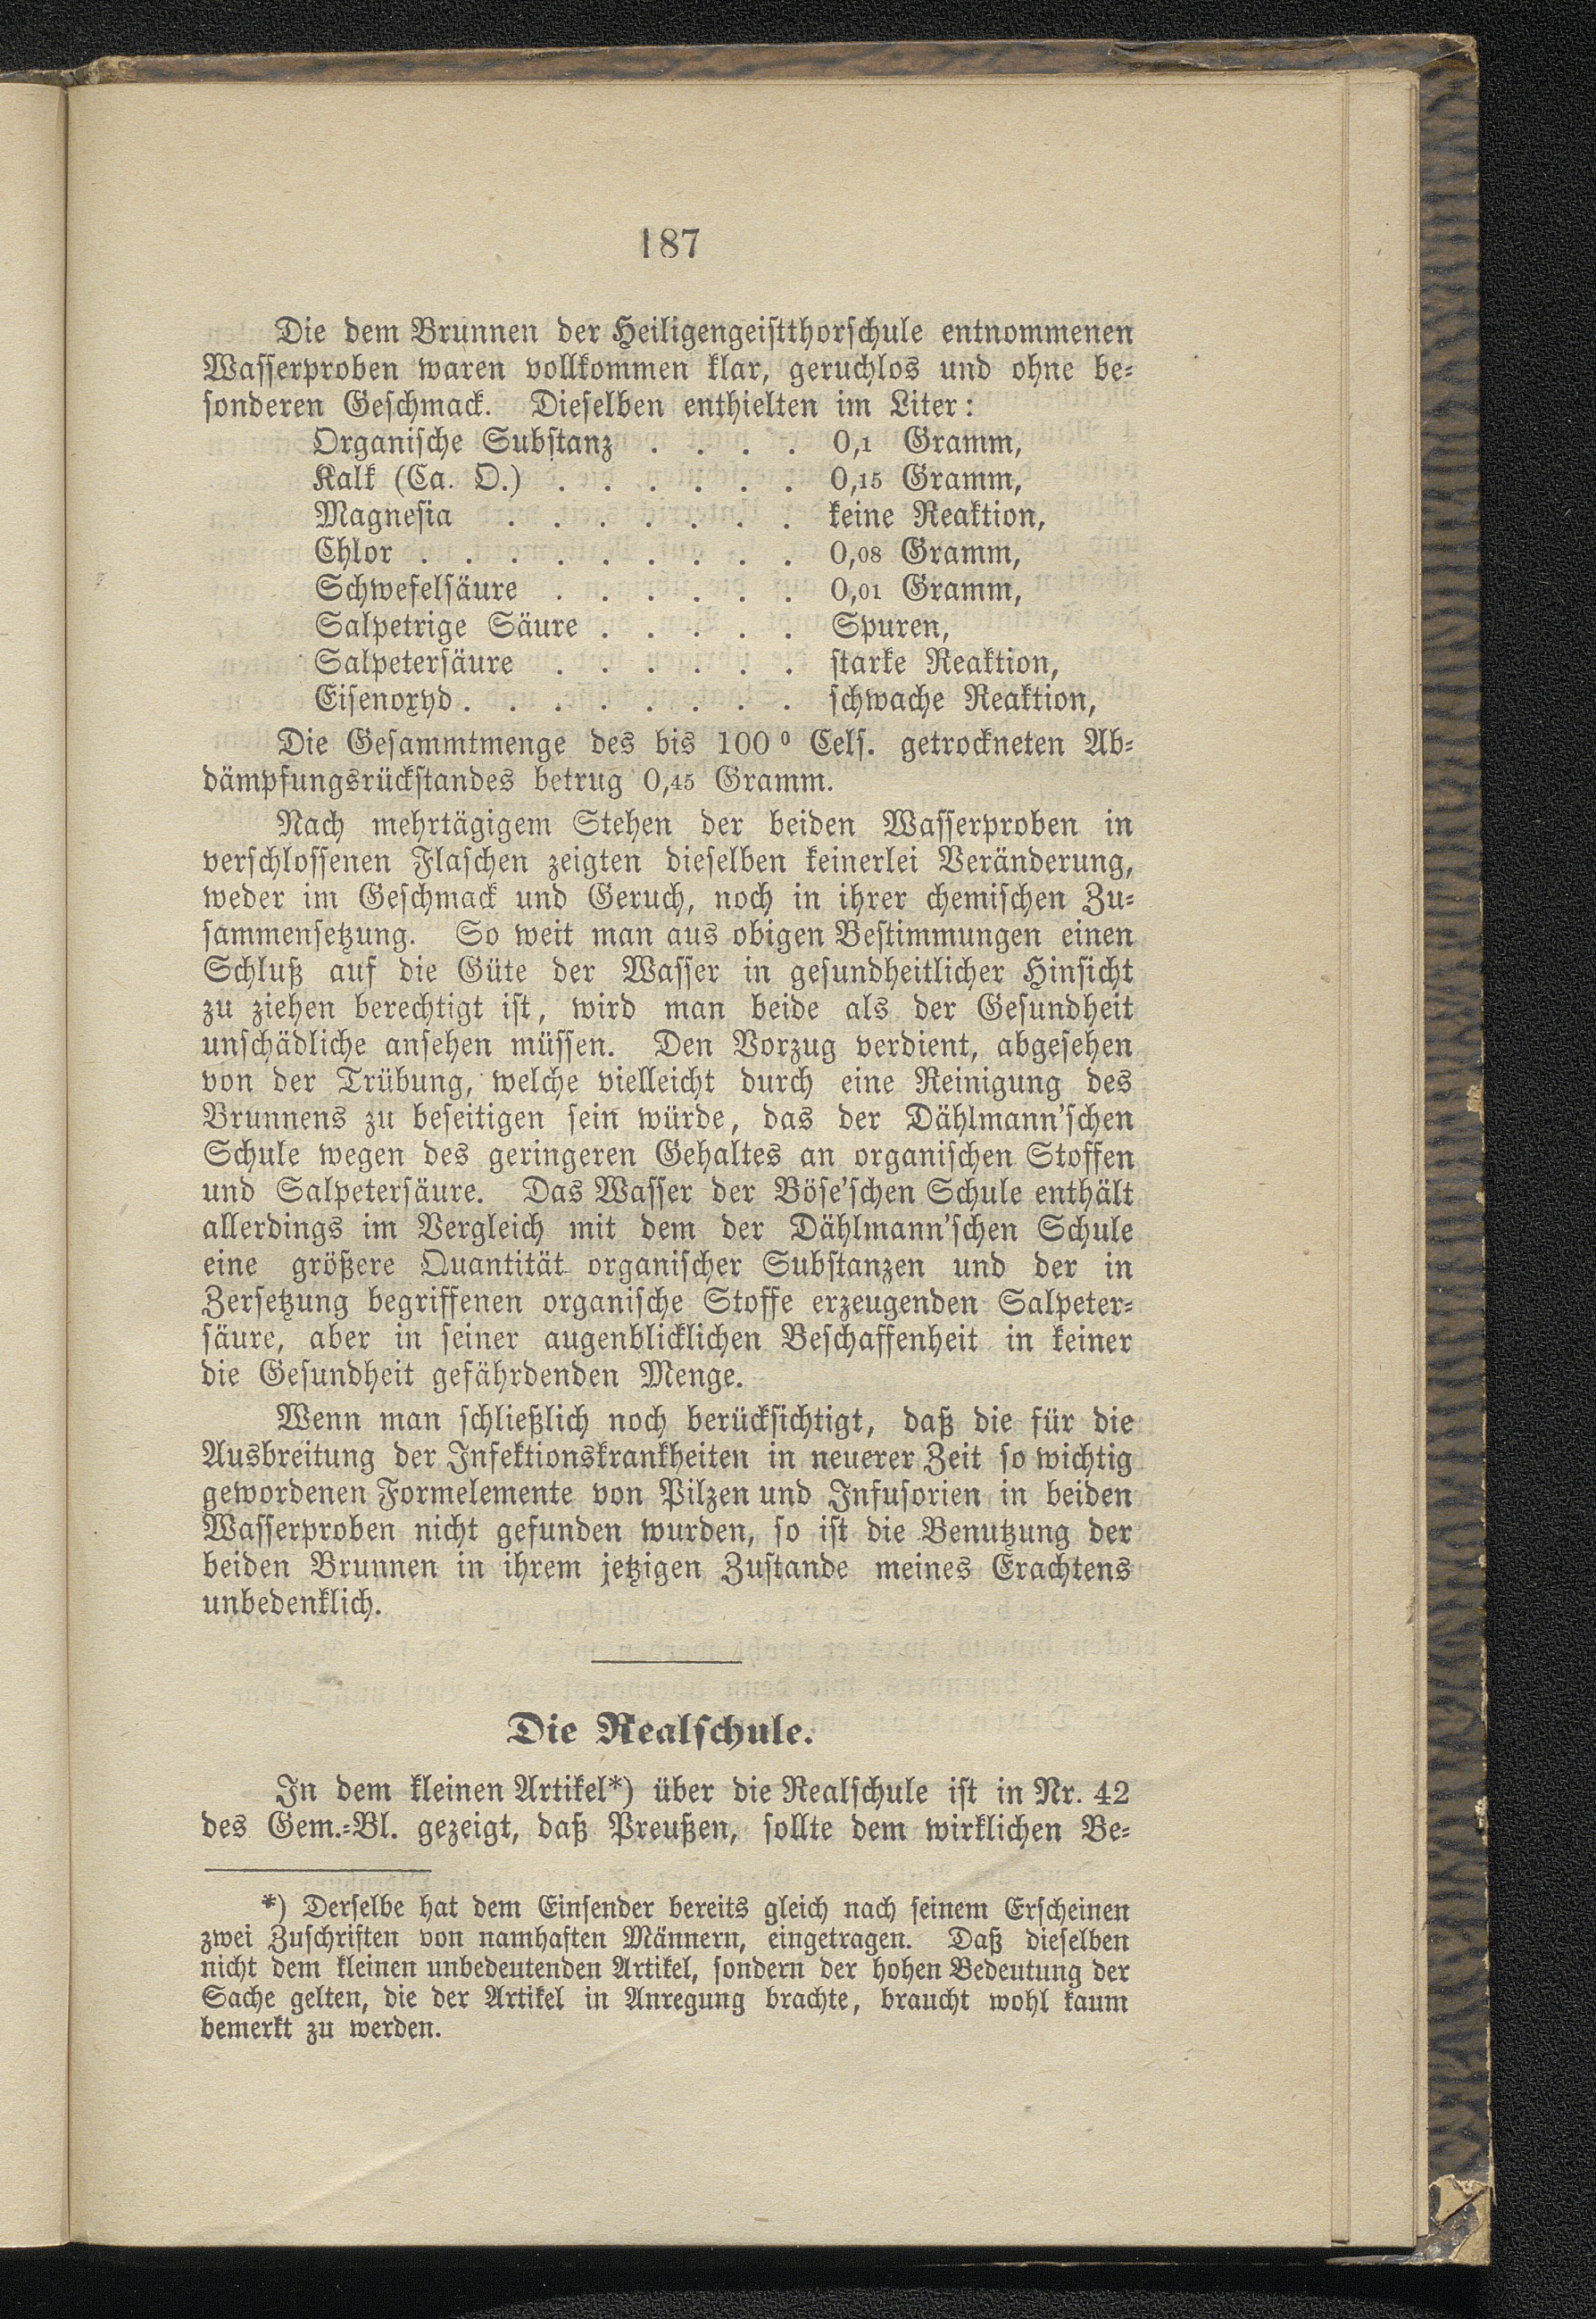 187
Die dem Brunnen der Heiligengeistthorschule entnommenen
Wasserproben waren vollkommen klar, geruchlos und ohne be-
sonderen Geschmack. Dieselben enthielten im Liter:
Organische Substanz . . . . 0,1 Gramm,
Kalk (Ca. O.) . . . . . . 0,15 Gramm,
Magnesia . . . . . . . keine Reaktion,
Chlor . . . . . . . . . 0,08 Gramm,
Schwefelsäure . . . . . . 0,01 Gramm,
Salpetrige Säure . . . . . Spuren,
Salpetersäure . . . . . . starke Reaktion,
Eisenoxyd . . . . . . . . schwache Reaktion,
Die Gesammtmenge des bis 100° Cels. getrockneten Ab-
dämpfungsrückstandes betrug 0,45 Gramm.
Nach mehrtägigem Stehen der beiden Wasserproben in
verschlossenen Flaschen zeigten dieselben keinerlei Veränderung,
weder im Geschmack und Geruch, noch in ihrer chemischen Zu-
sammensetzung. So weit man aus obigen Bestimmungen einen
Schluß auf die Güte der Wasser in gesundheitlicher Hinsicht
zu ziehen berechtigt ist, wird man beide als der Gesundheit
unschädliche ansehen müssen. Den Vorzug verdient, abgesehen
von der Trübung, welche vielleicht durch eine Reinigung des
Brunnens zu beseitigen sein würde, das der Dählmann'schen
Schule wegen des geringeren Gehaltes an organischen Stoffen
und Salpetersäure. Das Wasser der Böse'schen Schule enthält
allerdings im Vergleich mit dem der Dählmann'schen Schule
eine größere Quantität organischer Substanzen und der in
Zersetzung begriffenen organische Stoffe erzeugenden Salpeter-
säure, aber in seiner augenblicklichen Beschaffenheit in keiner
die Gesundheit gefährdenden Menge.
Wenn man schließlich noch berücksichtigt, daß die für die
Ausbreitung der Infektionskrankheiten in neuerer Zeit so wichtig
gewordenen Formelemente von Pilzen und Infusorien in beiden
Wasserproben nicht gefunden wurden, so ist die Benutzung der
beiden Brunnen in ihrem jetzigen Zustande meines Erachtens
unbedenklich.
Die Realschule.
In dem kleinen Artikel*) über die Realschule ist in Nr. 42
des Gem.-Bl. gezeigt, daß Preußen, sollte dem wirklichen Be-
*) Derselbe hat dem Einsender bereits gleich nach seinem Erscheinen
zwei Zuschriften von namhaften Männern, eingetragen. Daß dieselben
nicht dem kleinen unbedeutenden Artikel, sondern der hohen Bedeutung der
Sache gelten, die der Artikel in Anregung brachte, braucht wohl kaum
bemerkt zu werden.